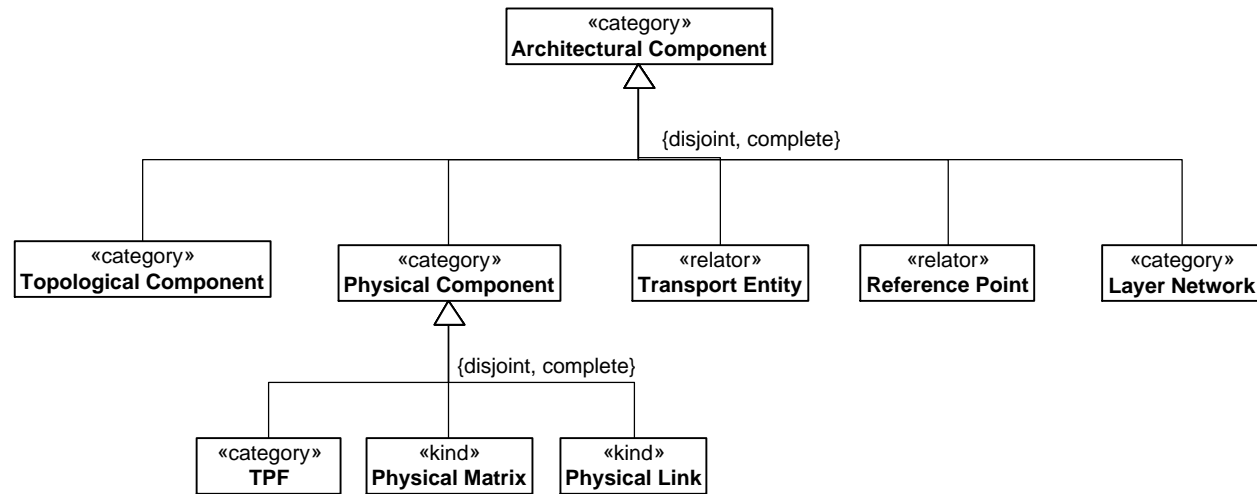 «category»
Architectural Component
{disjoint, complete}
«category»
Topological Component
«category»
Physical Component
«relator»
Transport Entity
«relator»
Reference Point
«category»
Layer Network
{disjoint, complete}
«category»
TPF
«kind»
Physical Matrix
«kind»
Physical Link